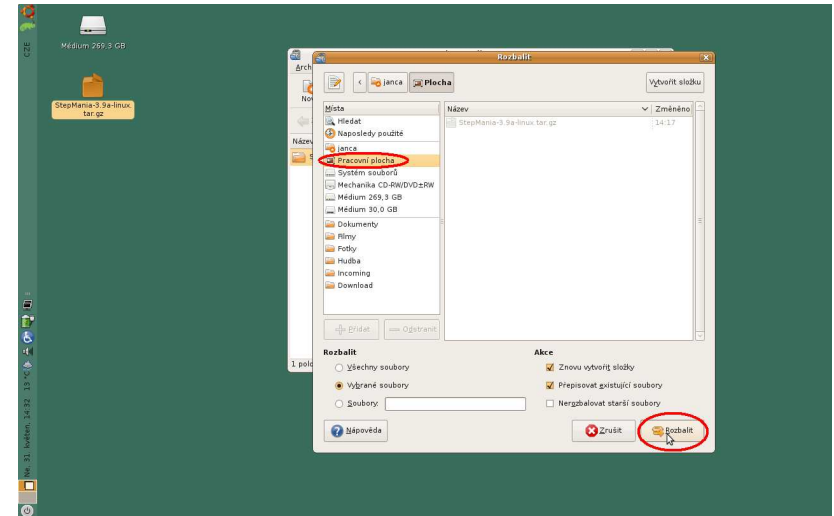 CZE
Médium 269,3 GB
StepMania-3.9a-linux.
tar.gz
Ne, 31. květen, 14:32
13 °C
Arch
No
Název
S
1 polo
Rozbalit
janca
Plocha
Vytvořit složku
Místa
Hledat
Naposledy použité
janca
Pracovní plocha
Systém souborů
Mechanika CD-RW/DVD±RW
Médium 269,3 GB
Médium 30,0 GB
Dokumenty
Filmy
Fotky
Hudba
Incoming
Download
Přidat
Odstranit
Název
Změněno
StepMania-3.9a-linux.tar.gz
14:17
Rozbalit
Všechny soubory
Vybrané soubory
Soubory:
Akce
Znovu vytvořit složky
Přepisovat existující soubory
Nerozbalovat starší soubory
Nápověda
Zrušit
Rozbalit